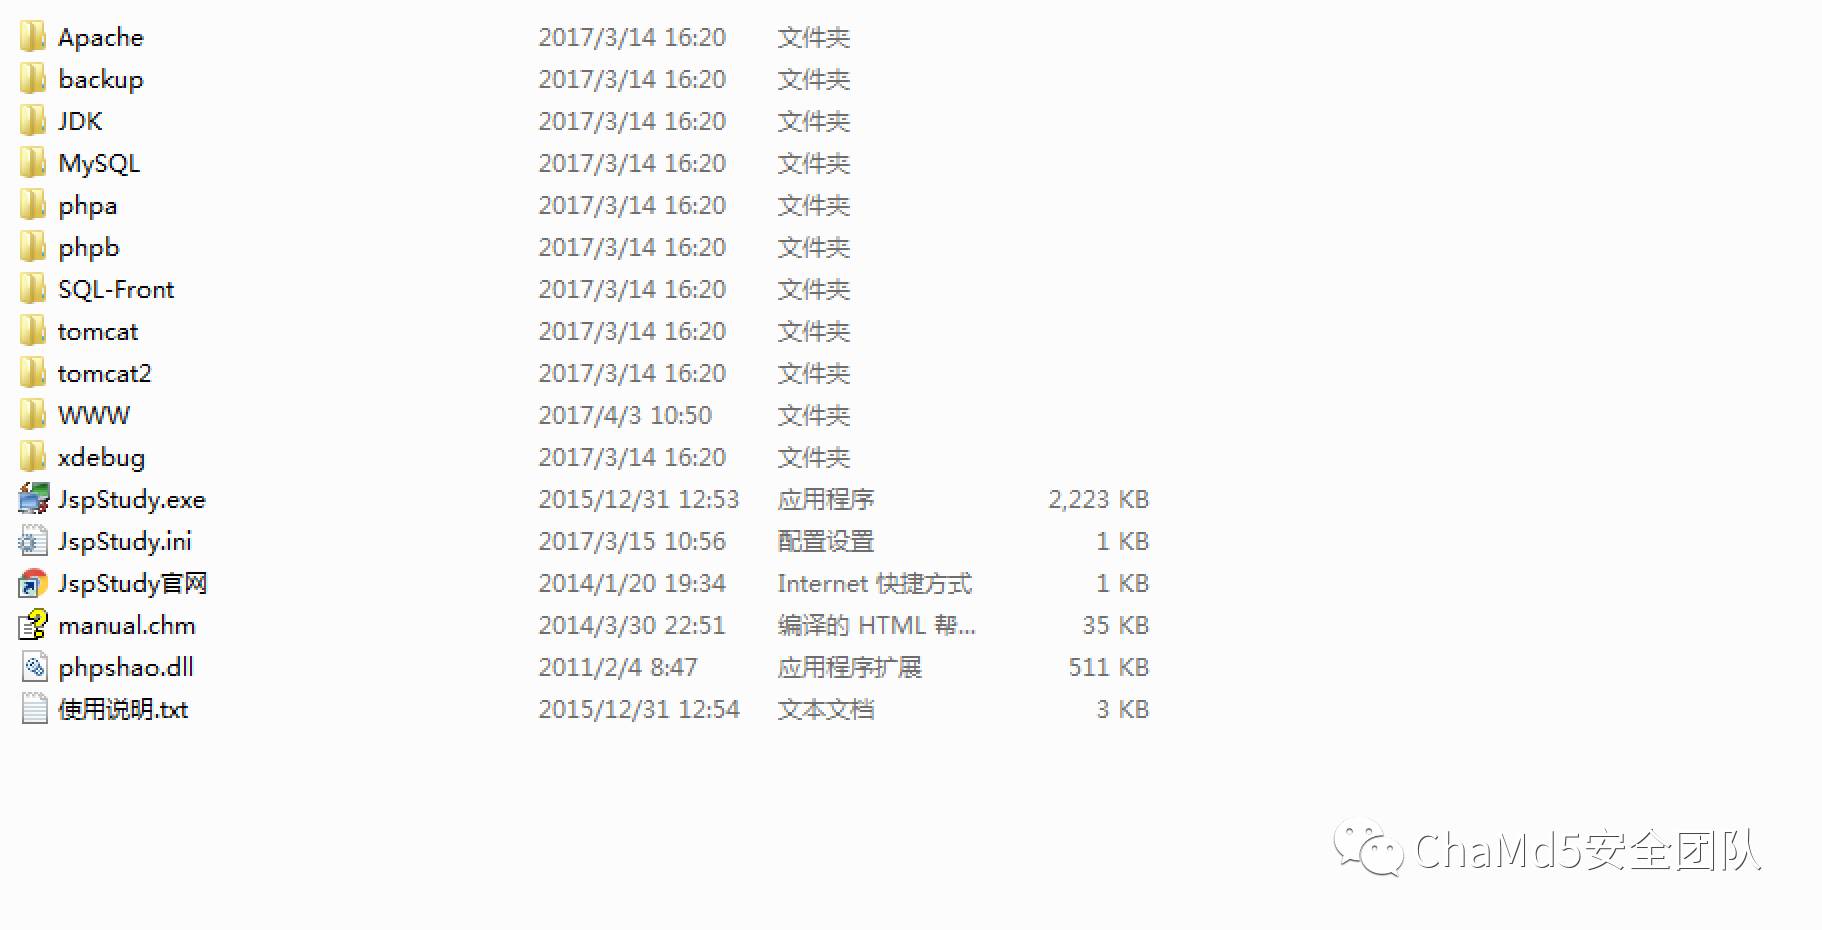 Apache 2017/3/14 16:20 文件夹
backup 2017/3/14 16:20 文件夹
JDK 2017/3/14 16:20 文件夹
MySQL 2017/3/14 16:20 文件夹
phpa 2017/3/14 16:20 文件夹
phpb 2017/3/14 16:20 文件夹
SQL-Front 2017/3/14 16:20 文件夹
tomcat 2017/3/14 16:20 文件夹
tomcat2 2017/3/14 16:20 文件夹
WWW 2017/4/3 10:50 文件夹
xdebug 2017/3/14 16:20 文件夹
JspStudy.exe 2015/12/31 12:53 应用程序 2,223 KB
JspStudy.ini 2017/3/15 10:56 配置设置 1 KB
JspStudy官网 2014/1/20 19:34 Internet 快捷方式 1 KB
manual.chm 2014/3/30 22:51 编译的 HTML 帮... 35 KB
phpshao.dll 2011/2/4 8:47 应用程序扩展 511 KB
使用说明.txt 2015/12/31 12:54 文本文档 3 KB
ChaMd5安全团队